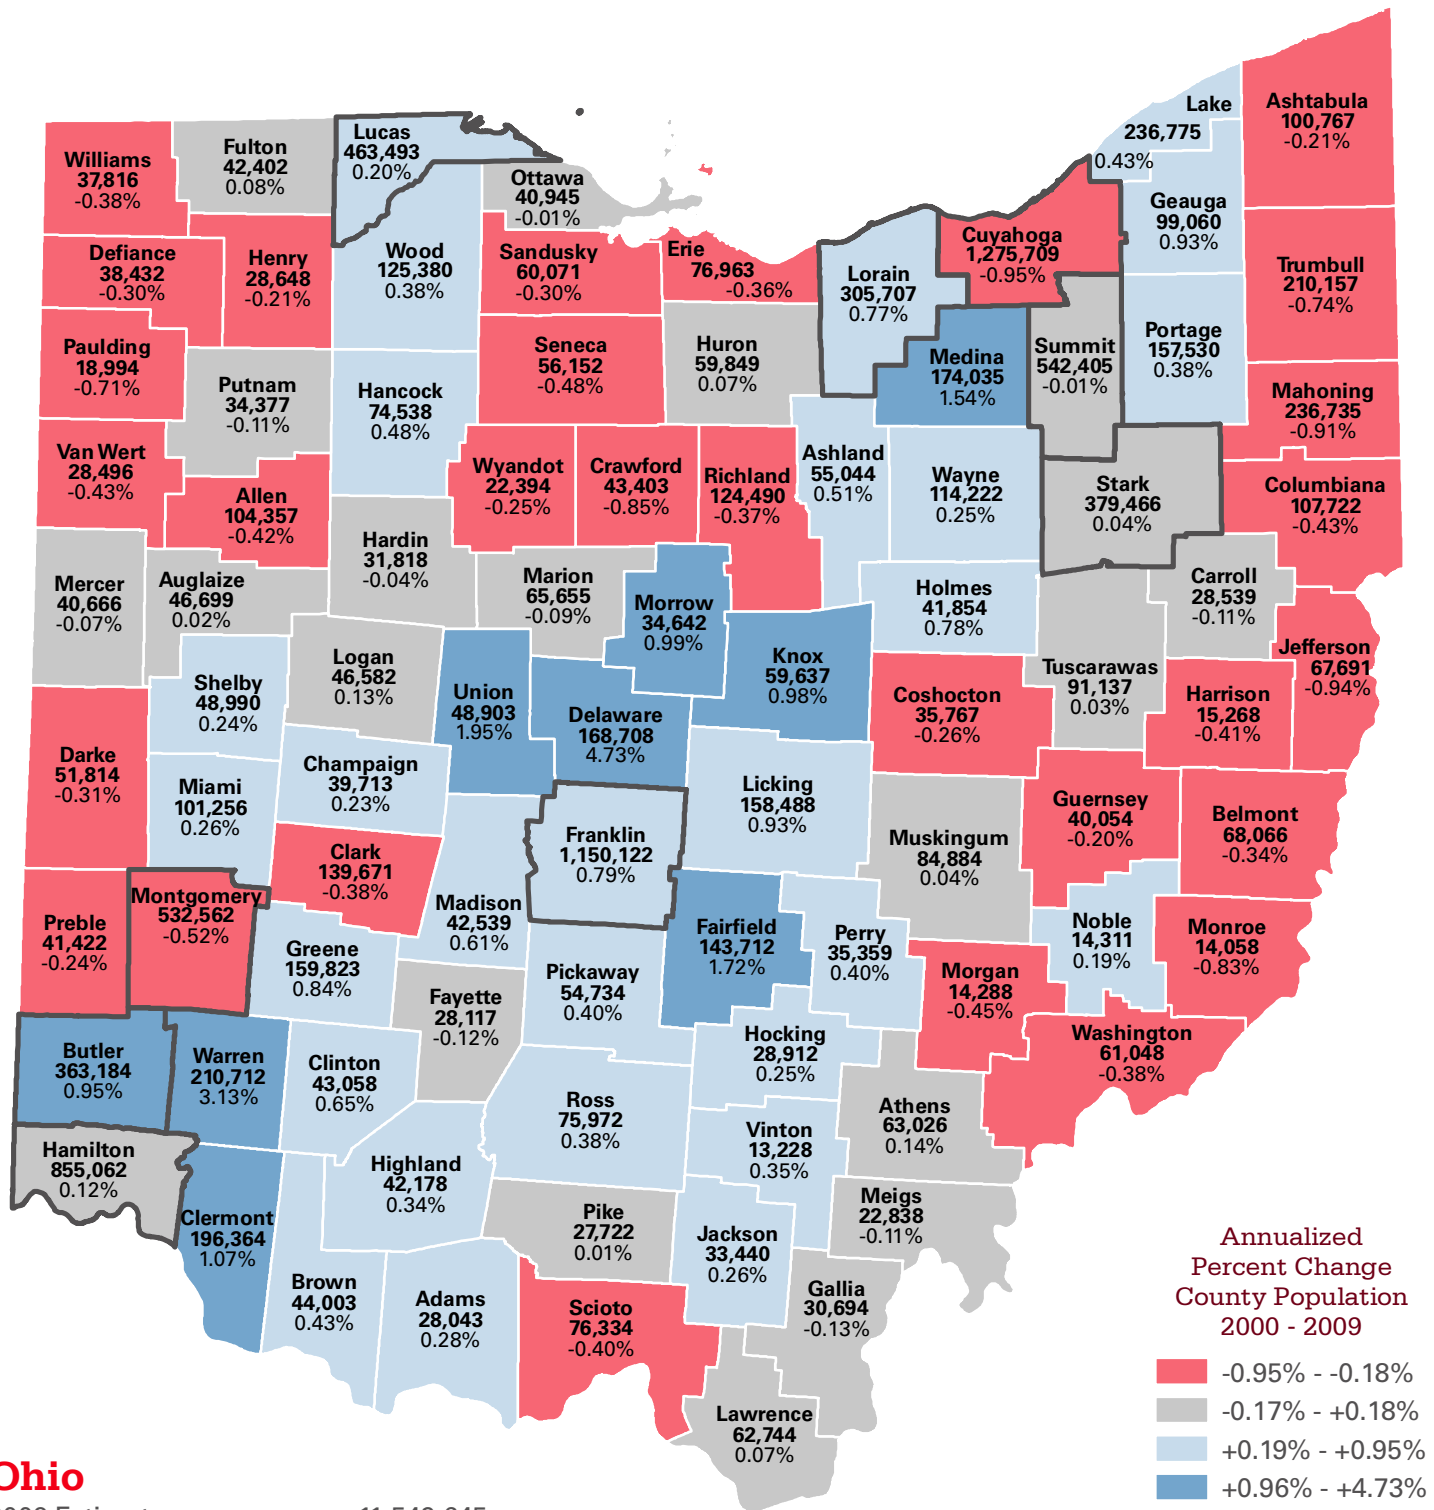 Lake
236,775
0.43%
Ashtabula
100,767
-0.21%
Williams
37,816
-0.38%
Fulton
42,402
0.08%
Lucas
463,493
0.20%
Ottawa
40,945
-0.01%
Geauga
99,060
0.93%
Defiance
38,432
-0.30%
Henry
28,648
-0.21%
Wood
125,380
0.38%
Sandusky
60,071
-0.30%
Erie
76,963
-0.36%
Lorain
305,707
0.77%
Cuyahoga
1,275,709
-0.95%
Trumbull
210,157
-0.74%
Paulding
18,994
-0.71%
Putnam
34,377
-0.11%
Hancock
74,538
0.48%
Seneca
56,152
-0.48%
Huron
59,849
0.07%
Medina
174,035
1.54%
Summit
542,405
-0.01%
Portage
157,530
0.38%
Mahoning
236,735
-0.91%
Van Wert
28,496
-0.43%
Allen
104,357
-0.42%
Wyandot
22,394
-0.25%
Crawford
43,403
-0.85%
Richland
124,490
-0.37%
Ashland
55,044
0.51%
Wayne
114,222
0.25%
Stark
379,466
0.04%
Columbiana
107,722
-0.43%
Mercer
40,666
-0.07%
Auglaize
46,699
0.02%
Hardin
31,818
-0.04%
Marion
65,655
-0.09%
Morrow
34,642
0.99%
Holmes
41,854
0.78%
Carroll
28,539
-0.11%
Jefferson
67,691
-0.94%
Shelby
48,990
0.24%
Logan
46,582
0.13%
Union
48,903
1.95%
Delaware
168,708
4.73%
Knox
59,637
0.98%
Coshocton
35,767
-0.26%
Tuscarawas
91,137
0.03%
Harrison
15,268
-0.41%
Darke
51,814
-0.31%
Miami
101,256
0.26%
Champaign
39,713
0.23%
Licking
158,488
0.93%
Guernsey
40,054
-0.20%
Belmont
68,066
-0.34%
Clark
139,671
-0.38%
Franklin
1,150,122
0.79%
Muskingum
84,884
0.04%
Preble
41,422
-0.24%
Montgomery
532,562
-0.52%
Greene
159,823
0.84%
Madison
42,539
0.61%
Fairfield
143,712
1.72%
Perry
35,359
0.40%
Noble
14,311
0.19%
Monroe
14,058
-0.83%
Pickaway
54,734
0.40%
Morgan
14,288
-0.45%
Fayette
28,117
-0.12%
Butler
363,184
0.95%
Warren
210,712
3.13%
Clinton
43,058
0.65%
Hocking
28,912
0.25%
Washington
61,048
-0.38%
Ross
75,972
0.38%
Athens
63,026
0.14%
Vinton
13,228
0.35%
Hamilton
855,062
0.12%
Highland
42,178
0.34%
Clermont
196,364
1.07%
Pike
27,722
0.01%
Jackson
33,440
0.26%
Meigs
22,838
-0.11%
Brown
44,003
0.43%
Adams
28,043
0.28%
Scioto
76,334
-0.40%
Gallia
30,694
-0.13%
Lawrence
62,744
0.07%
Annualized
Percent Change
County Population
2000 - 2009
-0.95% - -0.18%
-0.17% - +0.18%
+0.19% - +0.95%
+0.96% - +4.73%
Ohio